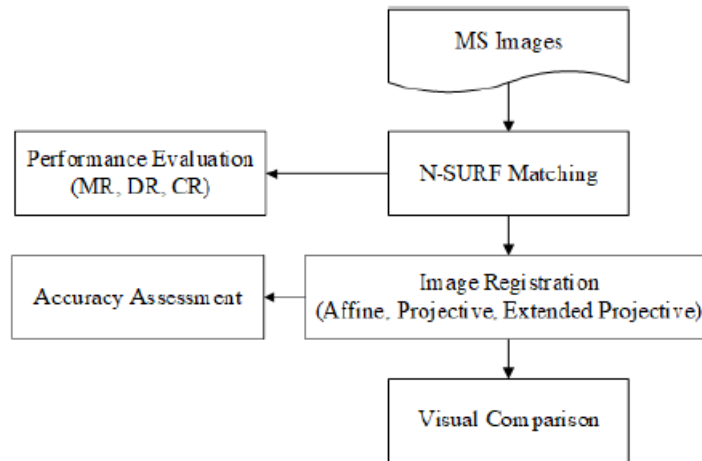 MS Images
Performance Evaluation
(MR, DR, CR)
N-SURF Matching
Accuracy Assessment
Image Registration
(Affine, Projective, Extended Projective)
Visual Comparison